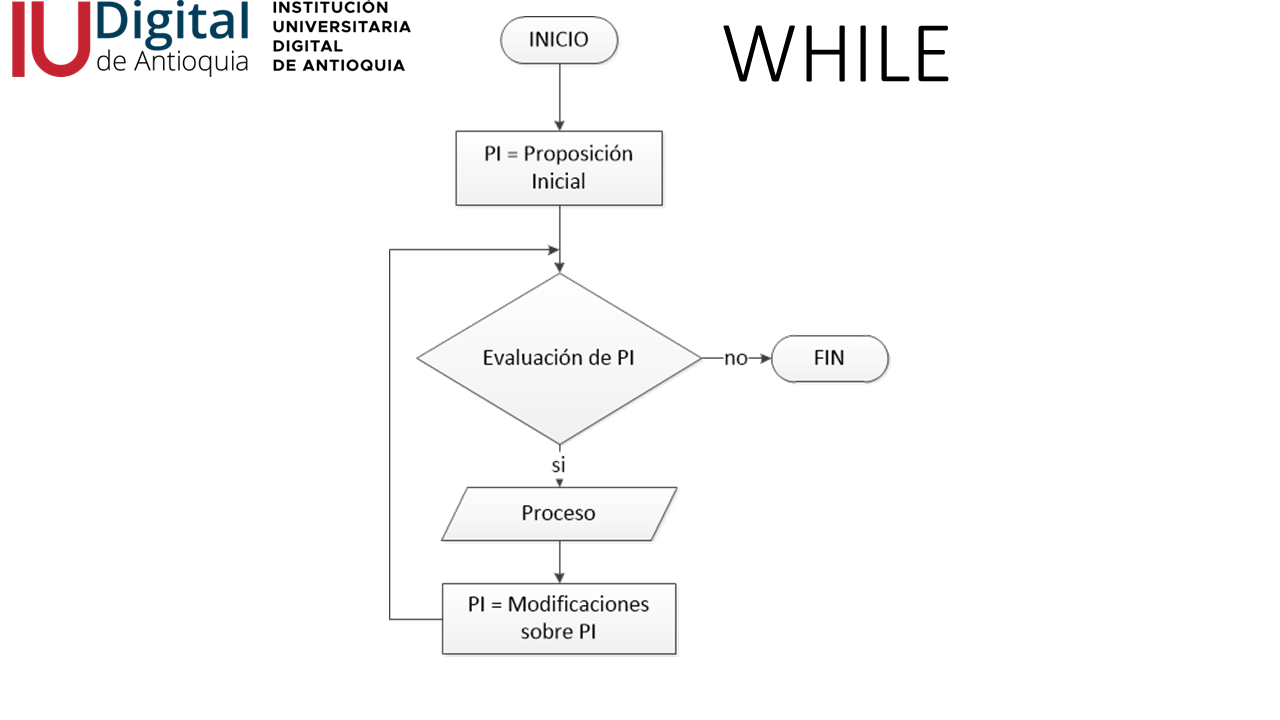 IU Digital
de Antioquia
INSTITUCIÓN
UNIVERSITARIA
DIGITAL
DE ANTIOQUIA
INICIO
WHILE
PI = Proposición
Inicial
Evaluación de PI
no
FIN
si
Proceso
PI = Modificaciones
sobre PI